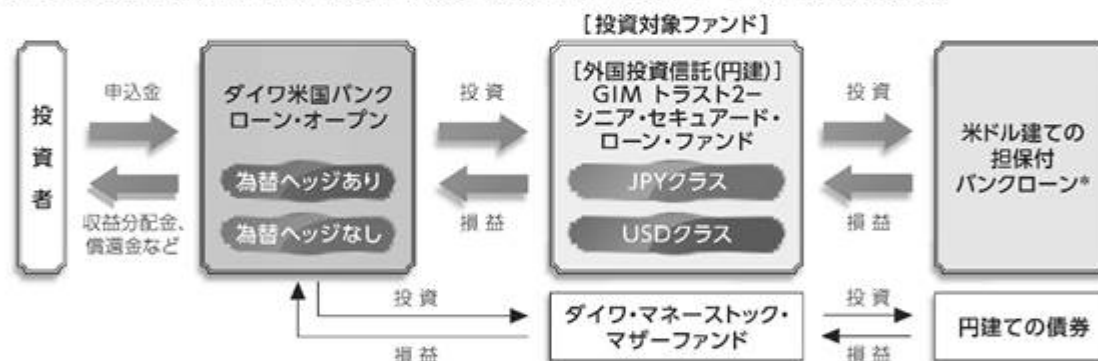 [投資対象ファンド]
投資者
申込金
収益分配金、
償還金など
ダイワ米国バンク
ローン・オープン
為替ヘッジあり
為替ヘッジなし
投資
損益
[外国投資信託(円建)]
GIM トラスト2−
シニア・セキュアード・
ローン・ファンド
JPYクラス
USDクラス
投資
損益
米ドル建ての
担保付
バンクローン*
投資
損益
ダイワ・マネーストック・
マザーファンド
投資
損益
円建ての債券